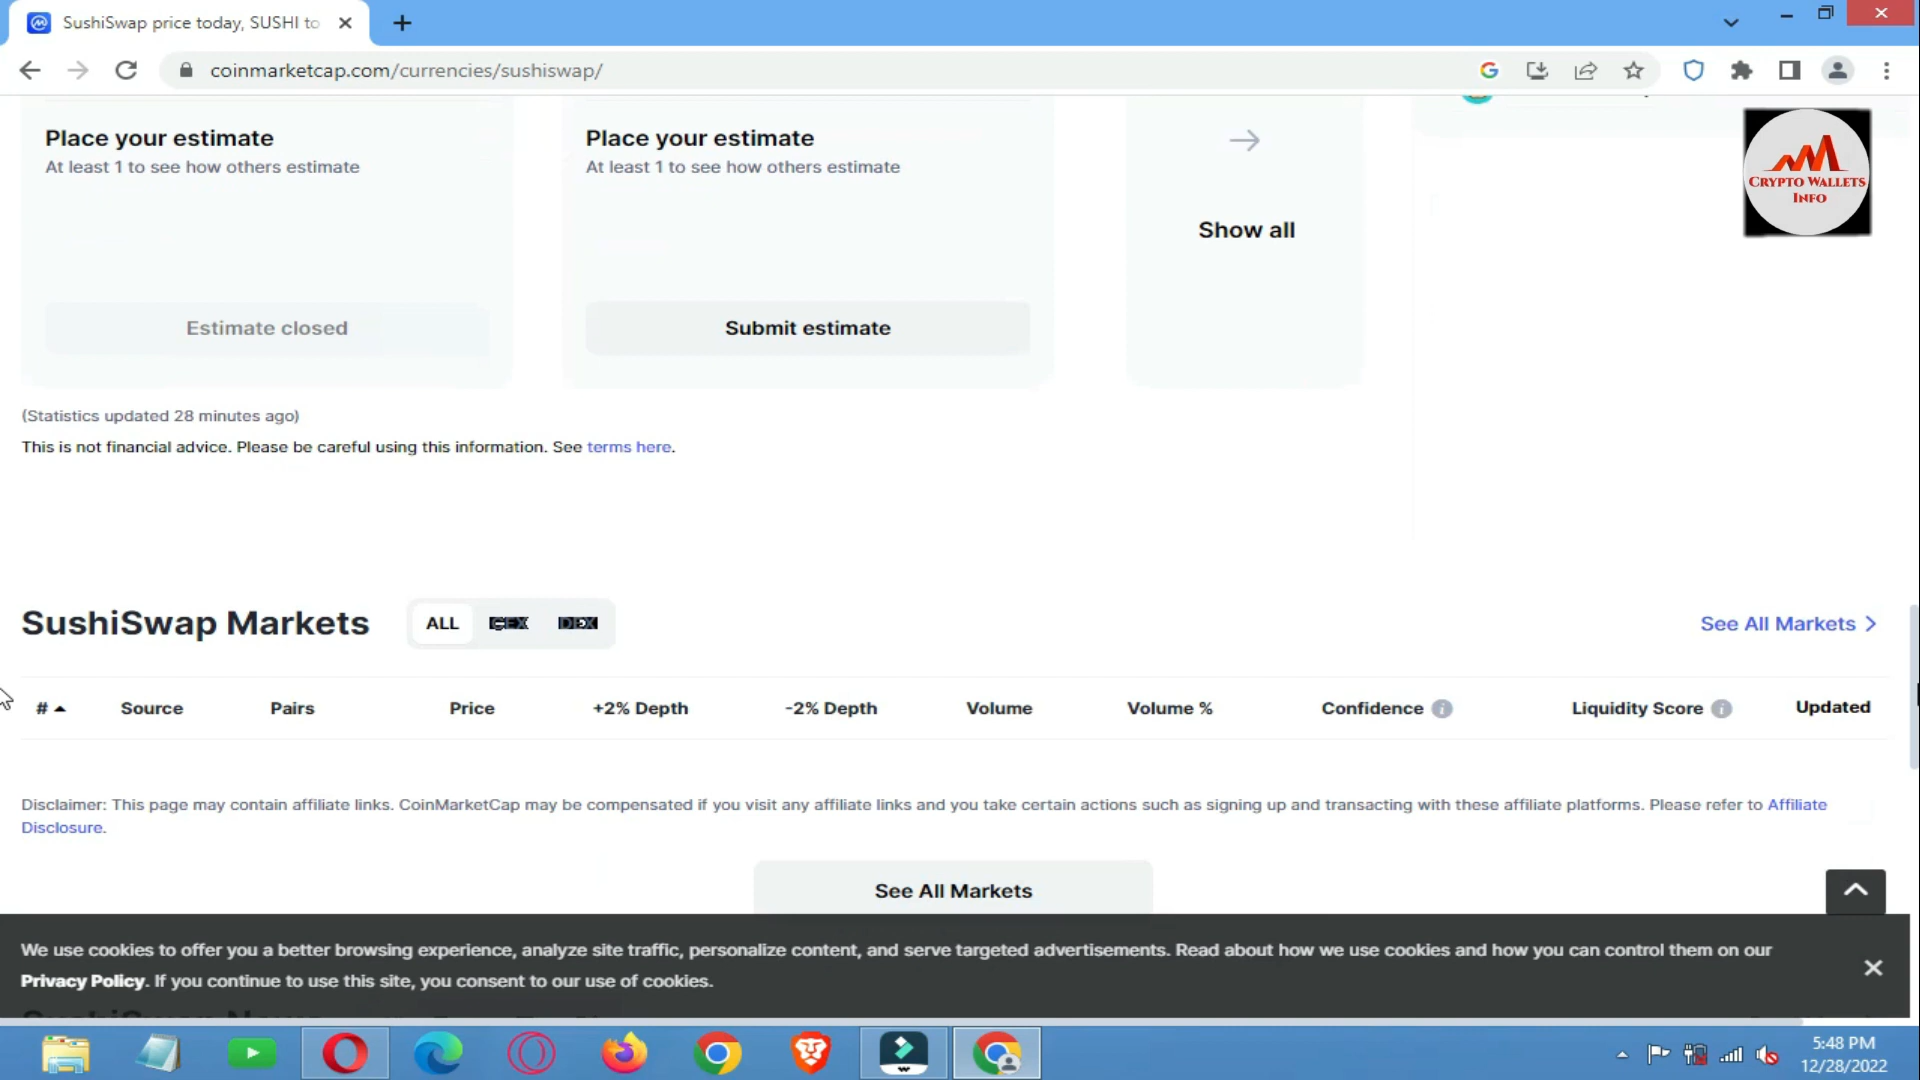 SushiSwap price today, SUSHI to
coinmarketcap.com/currencies/sushiswap/
Place your estimate
At least 1 to see how others estimate
Estimate closed
Place your estimate
At least 1 to see how others estimate
Submit estimate
Show all
CRYPTO WALLETS
INFO
(Statistics updated 28 minutes ago)
This is not financial advice. Please be careful using this information. See terms here.
SushiSwap Markets ALL CEX DEX See All Markets
# Source Pairs Price +2% Depth -2% Depth Volume Volume % Confidence Liquidity Score Updated
Disclaimer: This page may contain affiliate links. CoinMarketCap may be compensated if you visit any affiliate links and you take certain actions such as signing up and transacting with these affiliate platforms. Please refer to Affiliate
Disclosure.
See All Markets
We use cookies to offer you a better browsing experience, analyze site traffic, personalize content, and serve targeted advertisements. Read about how we use cookies and how you can control them on our
Privacy Policy. If you continue to use this site, you consent to our use of cookies.
5:48 PM
12/28/2022